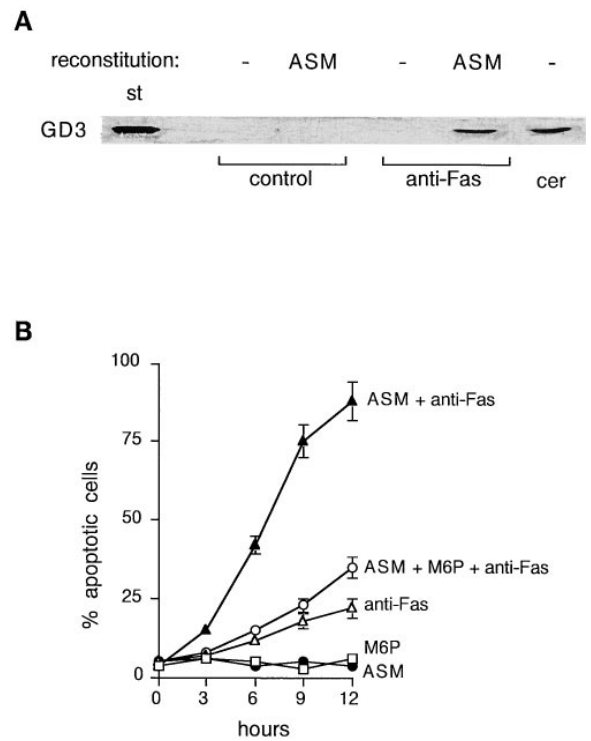 A
reconstitution: - ASM - ASM -
st
GD3
control anti-Fas cer
B
100
ASM + anti-Fas
75
50
ASM + M6P + anti-Fas
25
anti-Fas
M6P
0
ASM
0 3 6 9 12
hours
% apoptotic cells